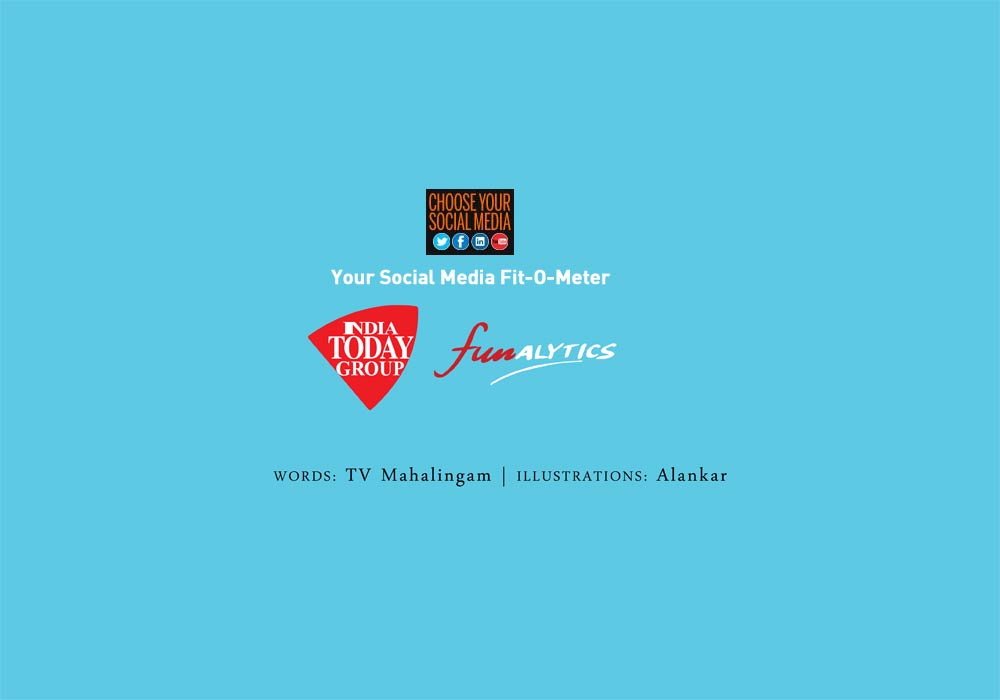 CHOOSE YOUR
SOCIAL MEDIA
Your Social Media Fit-O-Meter
INDIA
TODAY
GROUP
funALYTICS
WORDS: TV Mahalingam | ILLUSTRATIONS: Alankar